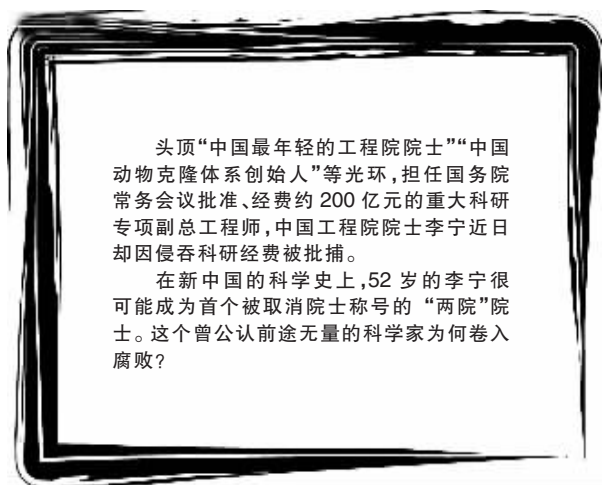 头顶“中国最年轻的工程院院士”“中国
动物克隆体系创始人”等光环,担任国务院
常务会议批准、经费约 200 亿元的重大科研
专项副总工程师,中国工程院院士李宁近日
却因侵吞科研经费被批捕。
在新中国的科学史上,52 岁的李宁很
可能成为首个被取消院士称号的 “两院”院
士。这个曾公认前途无量的科学家为何卷入
腐败?